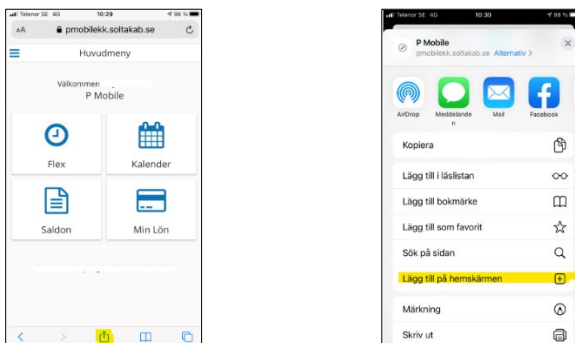 Telenor SE 4G 10:29 98 %
AA pmobilekk.soltakab.se
Huvudmeny
Välkommen
P Mobile
Flex
Kalender
Saldon
Min Lön
Telenor SE 4G 10:30 98 %
P Mobile
pmobilekk.soltakab.se Alternativ >
AirDrop
Meddelande
n
Mail
Facebook
Kopiera
Lägg till i läslistan
Lägg till bokmärke
Lägg till som favorit
Sök på sidan
Lägg till på hemskärmen
Märkning
Skriv ut